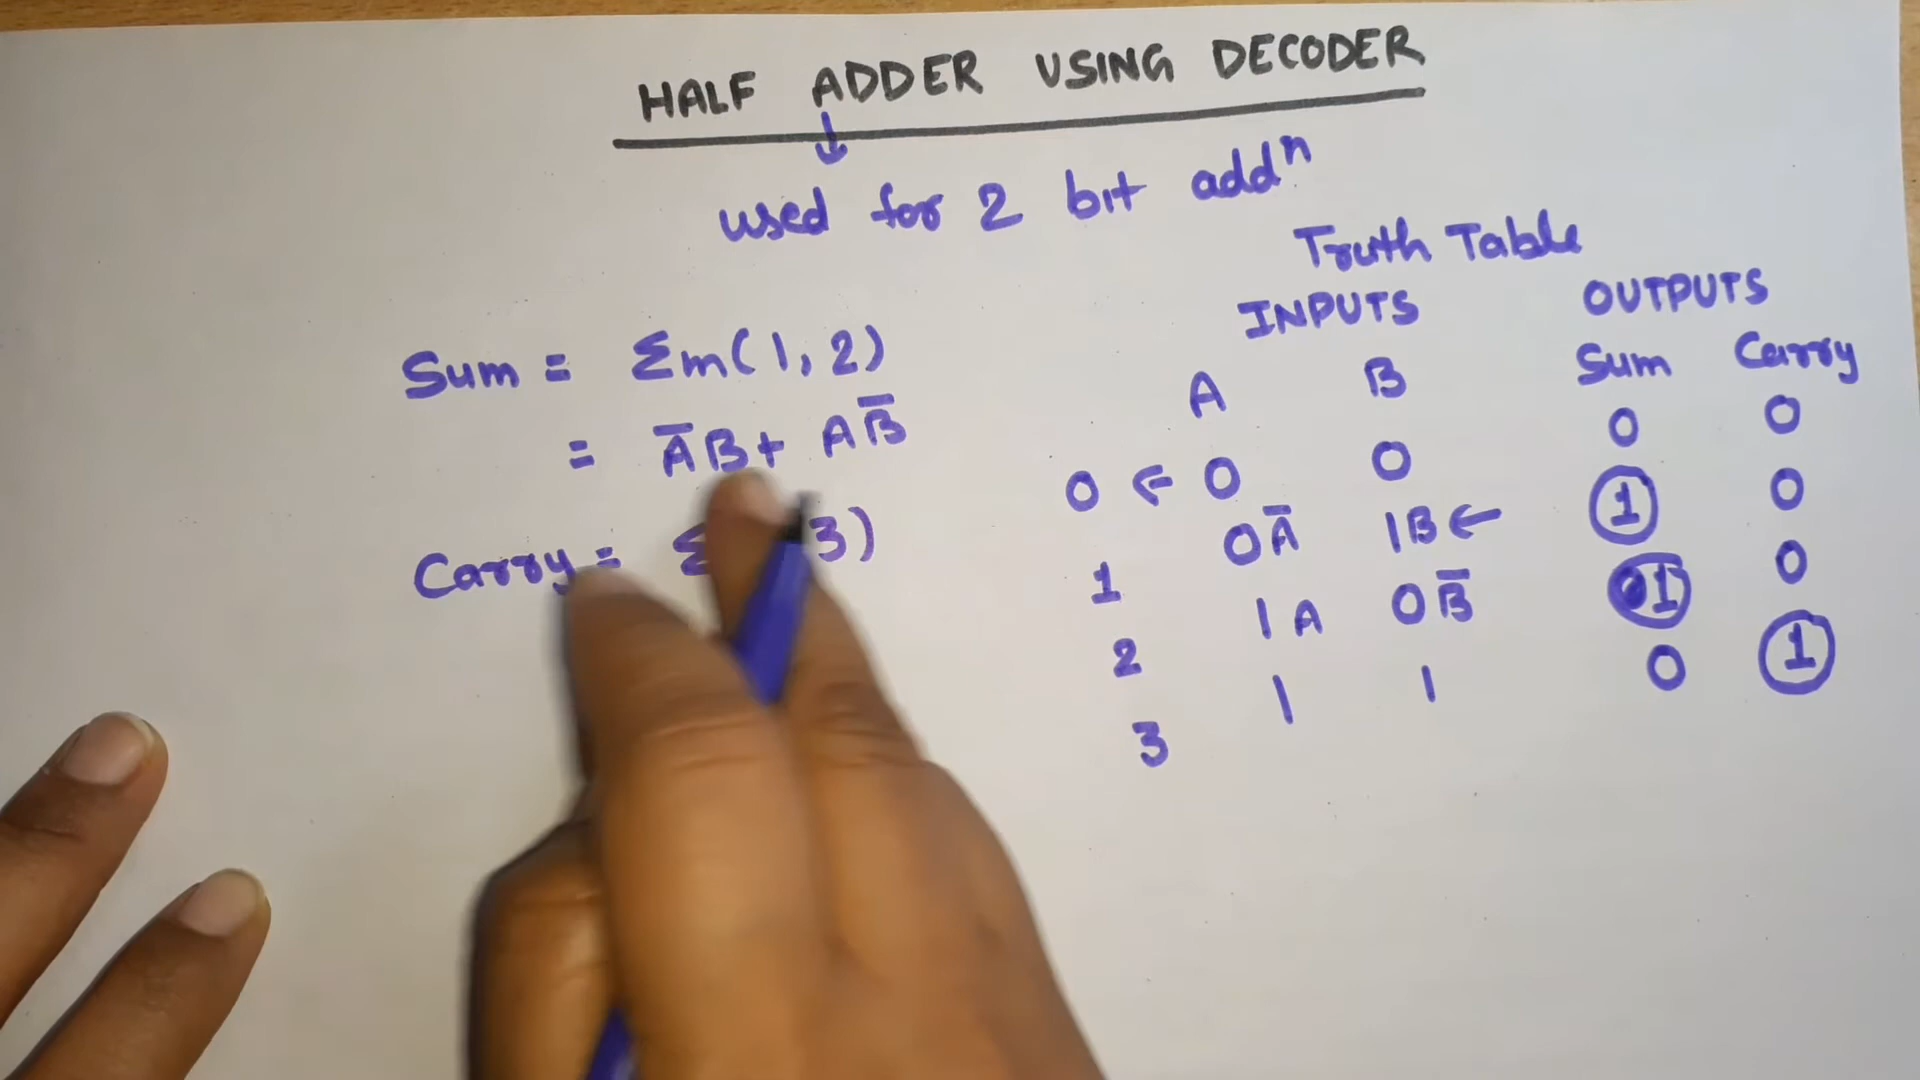 HALF ADDER USING DECODER
↓
used for 2 bit addⁿ
Truth Table
INPUTS OUTPUTS
A B Sum Carry
0 ← 0 0 0 0
1 0Ā 1B ← 1 0
2 1A 0B̅ 1 0
3 1 1 0 1
Sum = Σm(1,2)
= ĀB + AB̅
Carry = Σ 3)